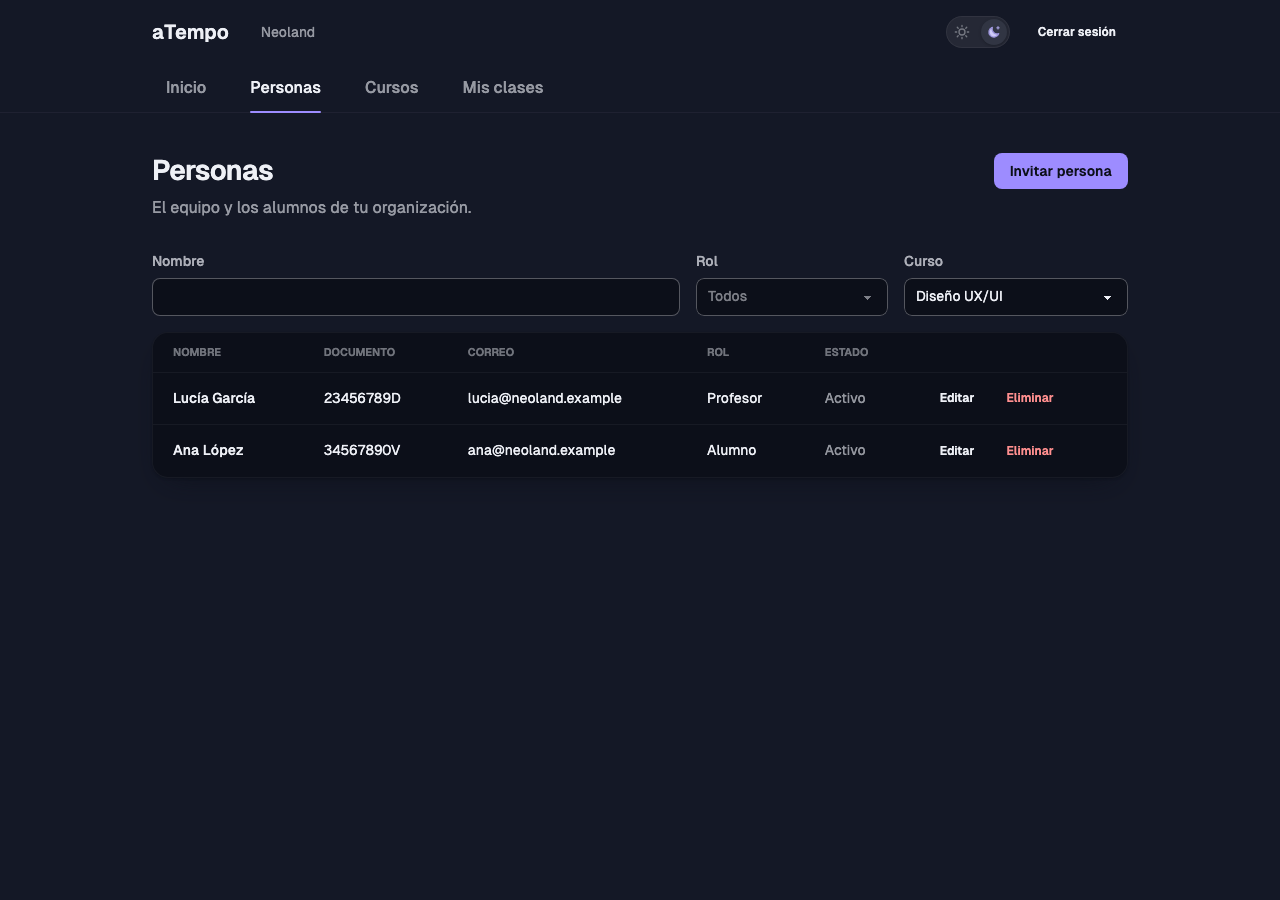 aTempo Neoland Cerrar sesión
Inicio Personas Cursos Mis clases
Personas Invitar persona
El equipo y los alumnos de tu organización.
Nombre Rol Curso
Todos Diseño UX/UI
NOMBRE DOCUMENTO CORREO ROL ESTADO
Lucía García 23456789D lucia@neoland.example Profesor Activo Editar Eliminar
Ana López 34567890V ana@neoland.example Alumno Activo Editar Eliminar